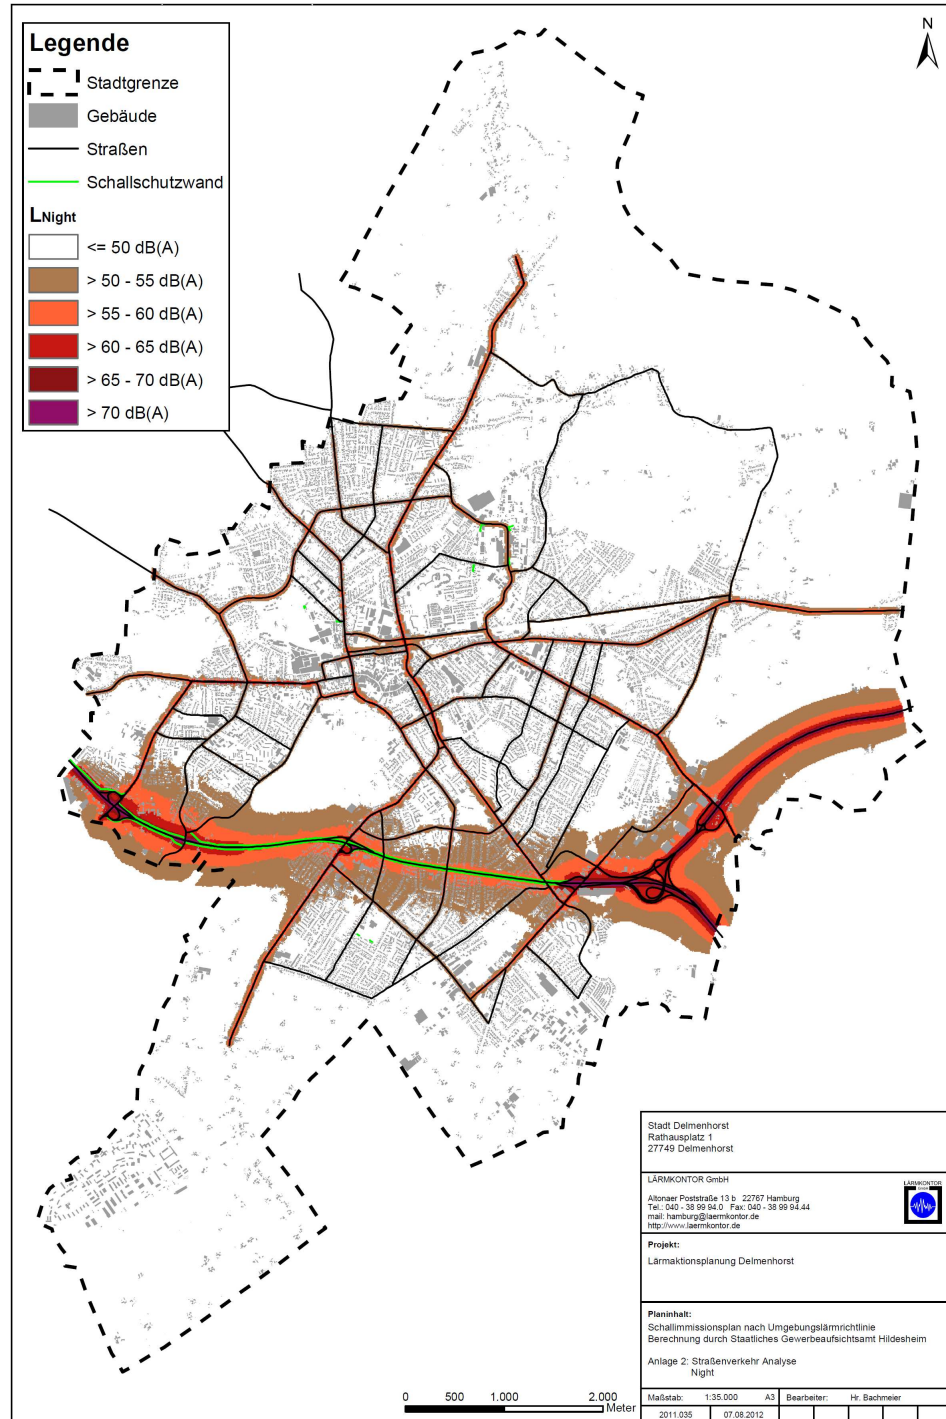 Legende
Stadtgrenze
Gebäude
Straßen
Schallschutzwand
LNight
<= 50 dB(A)
> 50 - 55 dB(A)
> 55 - 60 dB(A)
> 60 - 65 dB(A)
> 65 - 70 dB(A)
> 70 dB(A)
N
0 500 1.000 2.000
Meter
Stadt Delmenhorst
Rathausplatz 1
27749 Delmenhorst
LÄRMKONTOR GmbH
Altonaer Poststraße 13 b 22767 Hamburg
Tel.: 040 - 38 99 94.0 Fax: 040 - 38 99 94.44
mail: hamburg@laermkontor.de
http://www.laermkontor.de
LÄRMKONTOR
Projekt:
Lärmaktionsplanung Delmenhorst
Planinhalt:
Schallimmissionsplan nach Umgebungslärmrichtlinie
Berechnung durch Staatliches Gewerbeaufsichtsamt Hildesheim
Anlage 2: Straßenverkehr Analyse
Night
Maßstab: 1:35.000 A3 Bearbeiter: Hr. Bachmeier
2011.035 07.08.2012